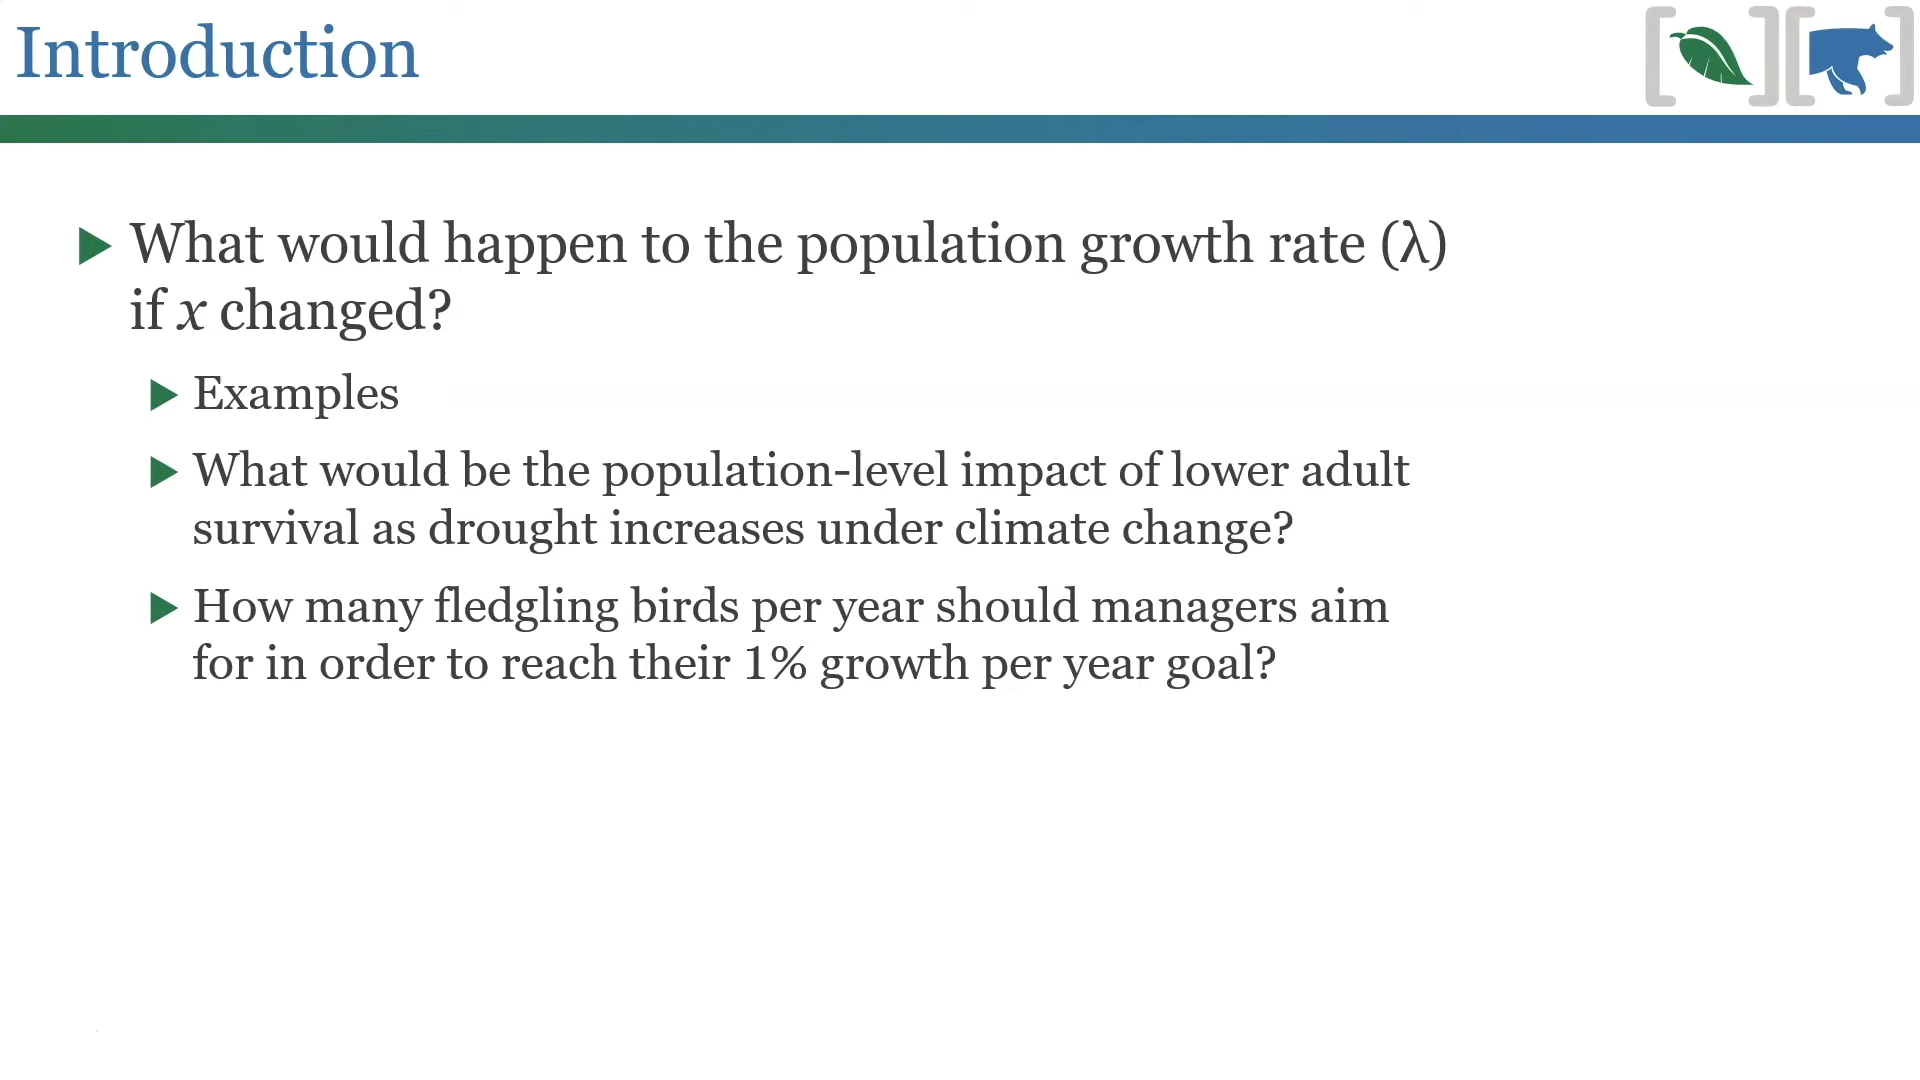 Introduction
What would happen to the population growth rate (λ)
if x changed?
Examples
What would be the population-level impact of lower adult
survival as drought increases under climate change?
How many fledgling birds per year should managers aim
for in order to reach their 1% growth per year goal?